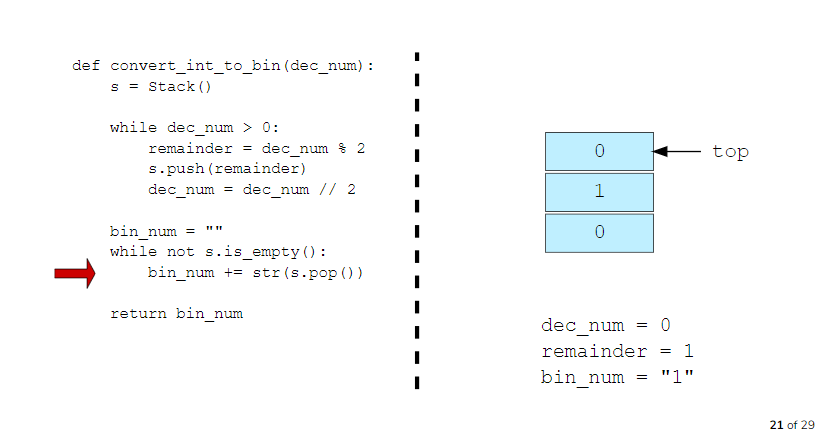 def convert_int_to_bin(dec_num):
    s = Stack()
    while dec_num > 0:
        remainder = dec_num % 2
        s.push(remainder)
        dec_num = dec_num // 2
    bin_num = ""
    while not s.is_empty():
        bin_num += str(s.pop())
    return bin_num
0
top
1
0
dec_num = 0
remainder = 1
bin_num = "1"
21 of 29